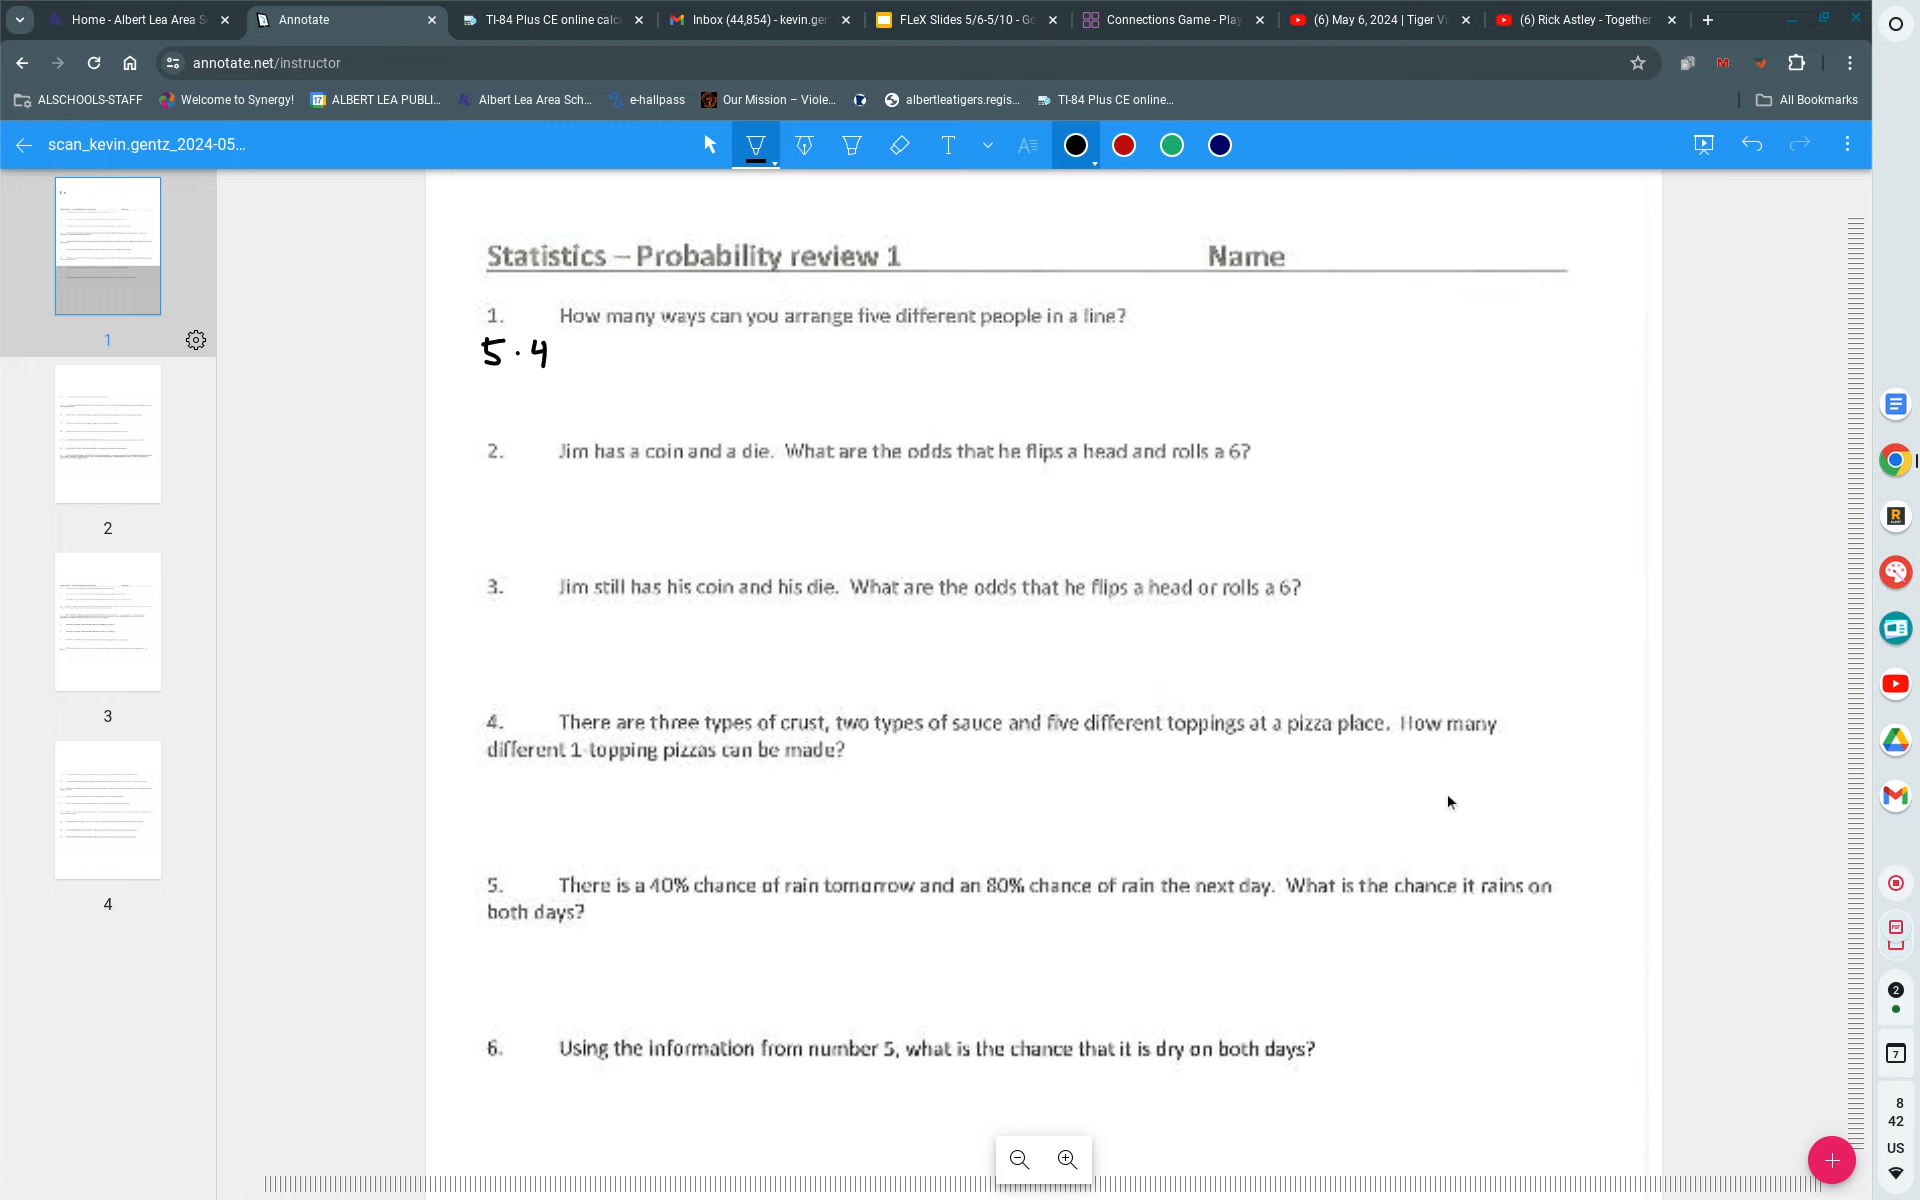 Home - Albert Lea Area S
Annotate
TI-84 Plus CE online calc
Inbox (44,854) - kevin.ger
FLeX Slides 5/6-5/10 - Go
Connections Game - Play
(6) May 6, 2024 | Tiger Vi
(6) Rick Astley - Together
annotate.net/instructor
ALSCHOOLS-STAFF
Welcome to Synergy!
ALBERT LEA PUBLI...
Albert Lea Area Sch...
e-hallpass
Our Mission – Viole...
albertleatigers.regis...
TI-84 Plus CE online...
All Bookmarks
scan_kevin.gentz_2024-05...
Statistics – Probability review 1 Name
1. How many ways can you arrange five different people in a line?
5 · 4
2. Jim has a coin and a die. What are the odds that he flips a head and rolls a 6?
3. Jim still has his coin and his die. What are the odds that he flips a head or rolls a 6?
4. There are three types of crust, two types of sauce and five different toppings at a pizza place. How many
different 1 topping pizzas can be made?
5. There is a 40% chance of rain tomorrow and an 80% chance of rain the next day. What is the chance it rains on
both days?
6. Using the information from number 5, what is the chance that it is dry on both days?
1
2
3
4
2
7
8
42
US